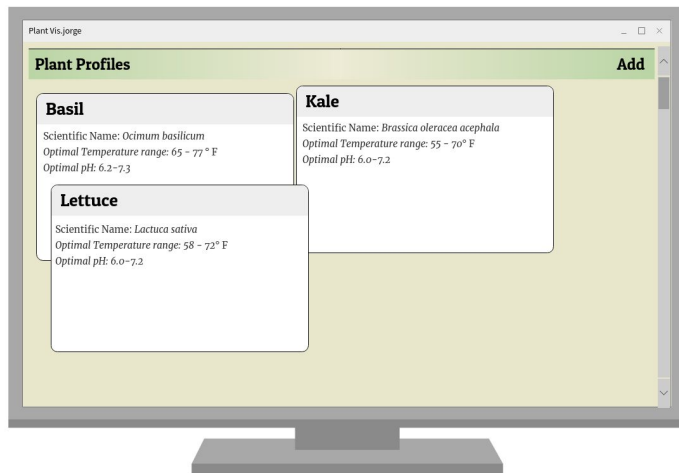 Plant Vis.jorge
Plant Profiles
Add
Basil
Scientific Name: Ocimum basilicum
Optimal Temperature range: 65 - 77 ° F
Optimal pH: 6.2-7.3
Kale
Scientific Name: Brassica oleracea acephala
Optimal Temperature range: 55 - 70° F
Optimal pH: 6.0-7.2
Lettuce
Scientific Name: Lactuca sativa
Optimal Temperature range: 58 - 72° F
Optimal pH: 6.0-7.2